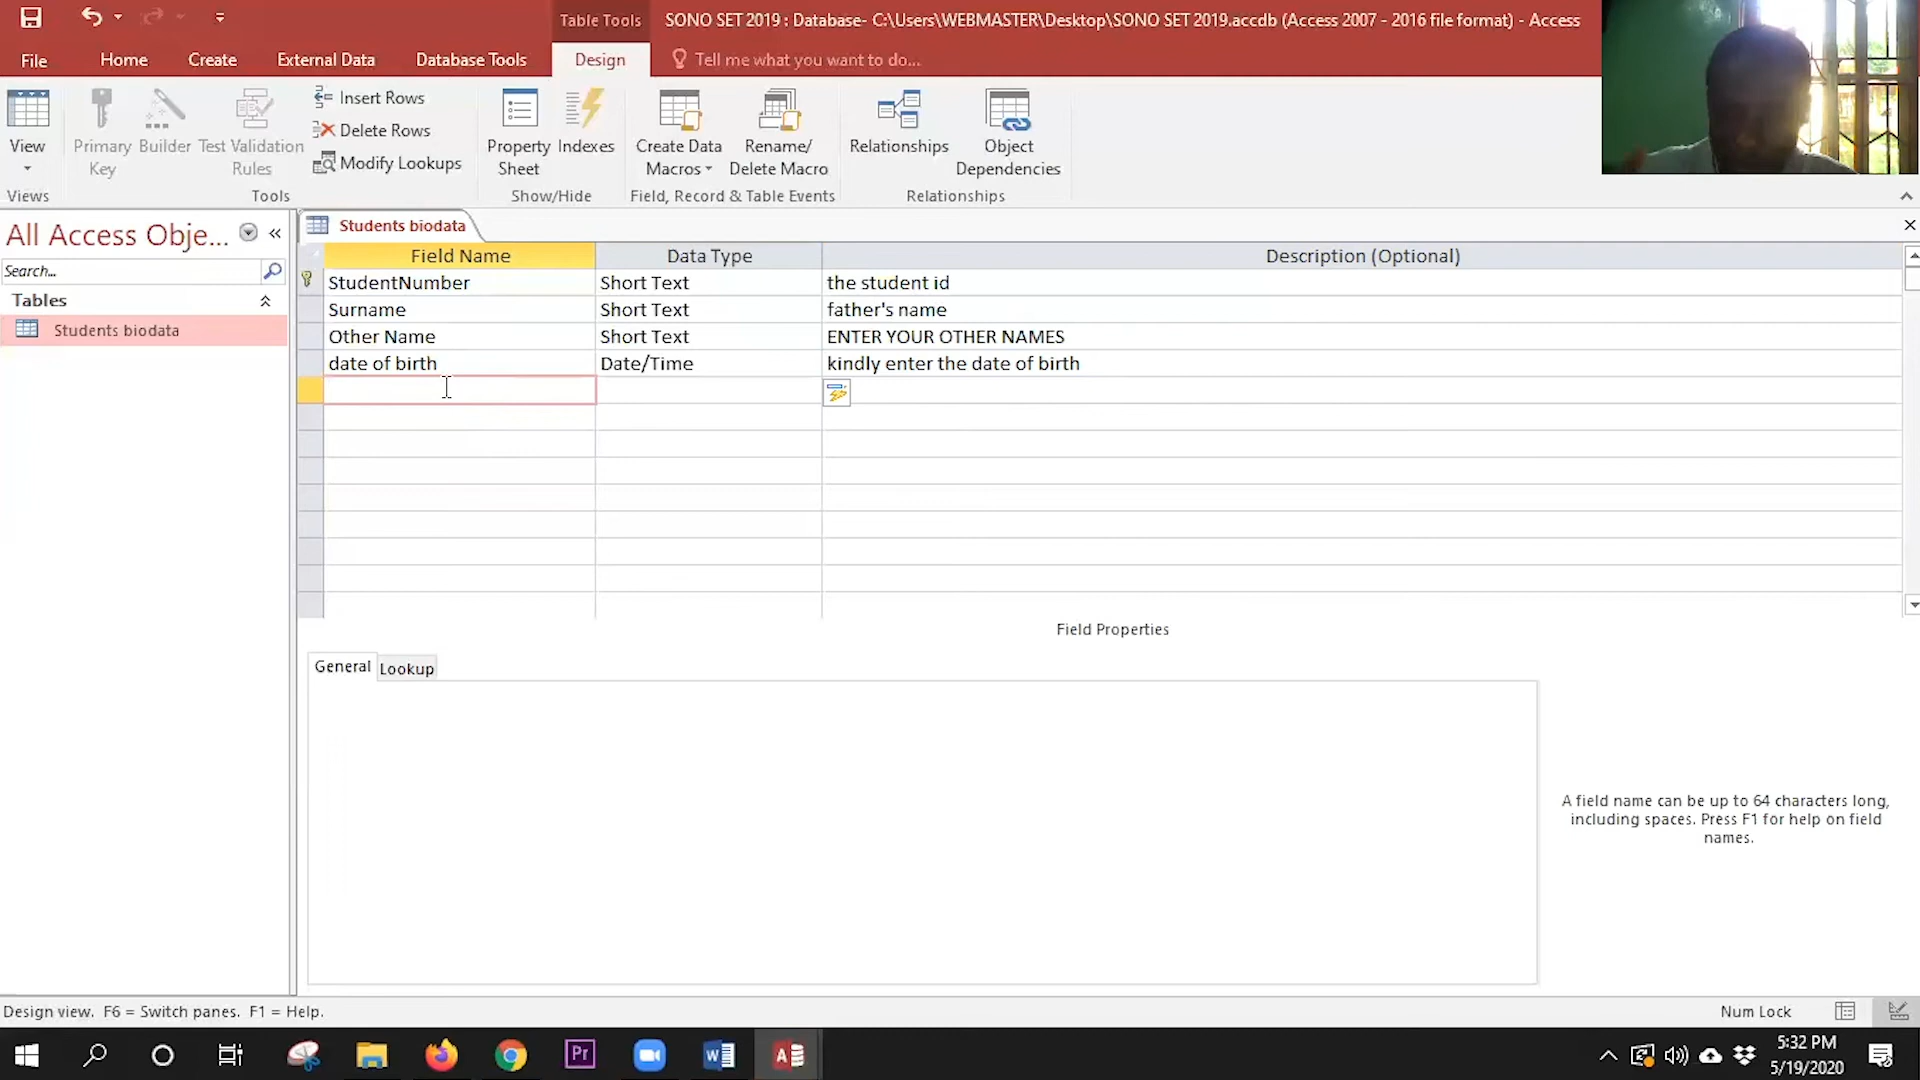 Table Tools
SONO SET 2019 : Database- C:\Users\WEBMASTER\Desktop\SONO SET 2019.accdb (Access 2007 - 2016 file format) - Access
File Home Create External Data Database Tools Design Tell me what you want to do...
View
Primary Key
Builder
Test Validation Rules
Insert Rows
Delete Rows
Modify Lookups
Property Sheet
Indexes
Create Data Macros
Rename/ Delete Macro
Relationships
Object Dependencies
Views Tools Show/Hide Field, Record & Table Events Relationships
All Access Obje...
Search...
Tables
Students biodata
Students biodata
Field Name Data Type Description (Optional)
StudentNumber Short Text the student id
Surname Short Text father's name
Other Name Short Text ENTER YOUR OTHER NAMES
date of birth Date/Time kindly enter the date of birth
Field Properties
General Lookup
A field name can be up to 64 characters long,
including spaces. Press F1 for help on field
names.
Design view. F6 = Switch panes. F1 = Help.
Num Lock
Pr
5:32 PM
5/19/2020